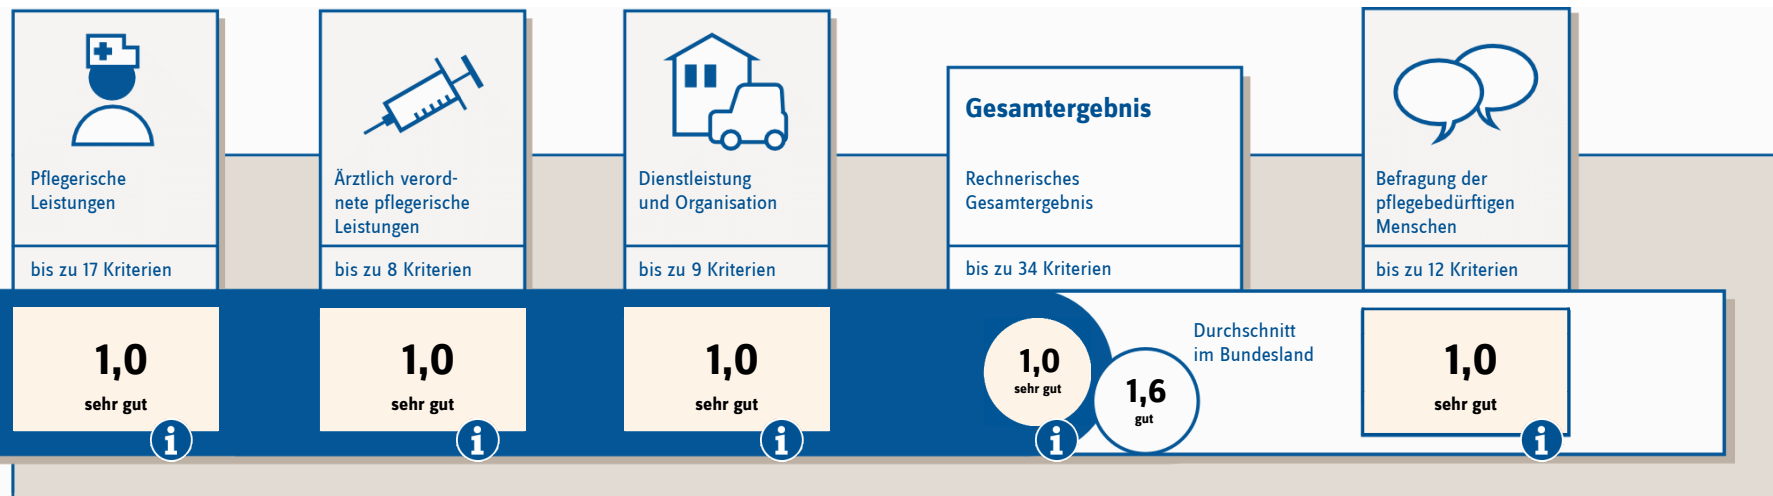 Pflegerische
Leistungen
bis zu 17 Kriterien
1,0
sehr gut
i
Ärztlich verord-
nete pflegerische
Leistungen
bis zu 8 Kriterien
1,0
sehr gut
i
Dienstleistung
und Organisation
bis zu 9 Kriterien
1,0
sehr gut
i
Gesamtergebnis
Rechnerisches
Gesamtergebnis
bis zu 34 Kriterien
1,0
sehr gut
i
1,6
gut
Durchschnitt
im Bundesland
Befragung der
pflegebedürftigen
Menschen
bis zu 12 Kriterien
1,0
sehr gut
i